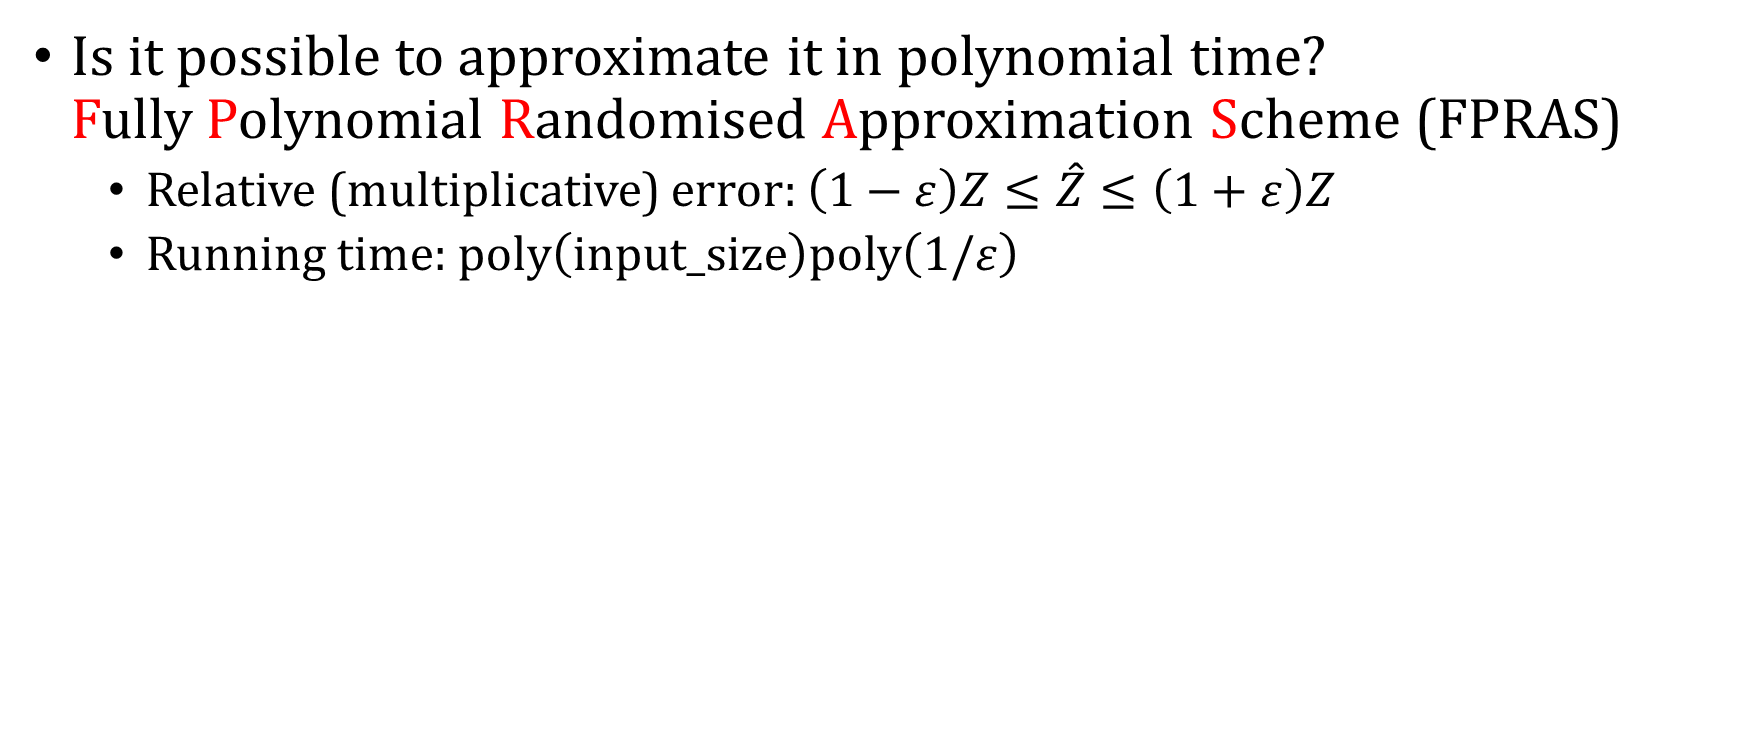 • Is it possible to approximate it in polynomial time?
Fully Polynomial Randomised Approximation Scheme (FPRAS)
• Relative (multiplicative) error: (1 − ε)Z ≤ Ẑ ≤ (1 + ε)Z
• Running time: poly(input_size)poly(1/ε)